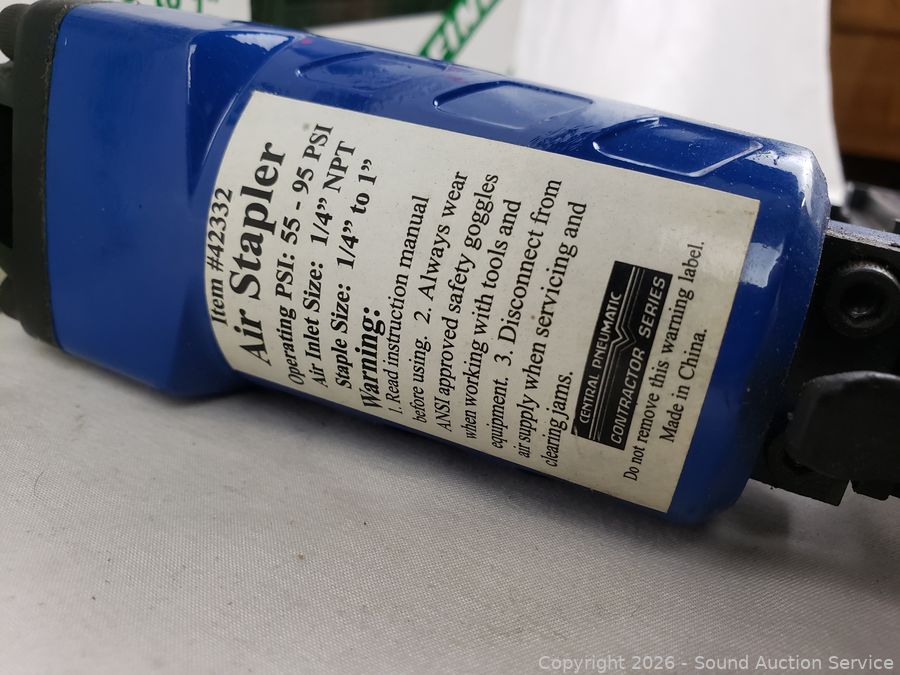 to 1"
Item #42332
Air Stapler
Operating PSI: 55 - 95 PSI
Air Inlet Size: 1/4” NPT
Staple Size: 1/4” to 1”
Warning:
1. Read instruction manual
before using. 2. Always wear
ANSI approved safety goggles
when working with tools and
equipment. 3. Disconnect from
air supply when servicing and
clearing jams.
CENTRAL PNEUMATIC
CONTRACTOR SERIES
Do not remove this warning label.
Made in China.
Copyright 2026 - Sound Auction Service